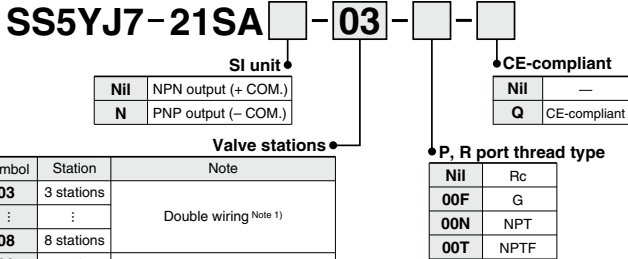 SS5YJ7-21SA - 03 - -
SI unit
Nil NPN output (+ COM.)
N PNP output (– COM.)
CE-compliant
Nil —
Q CE-compliant
Valve stations
Station Note
03 3 stations
⋮ ⋮
Double wiring Note 1)
08 8 stations
P, R port thread type
Nil Rc
00F G
00N NPT
00T NPTF